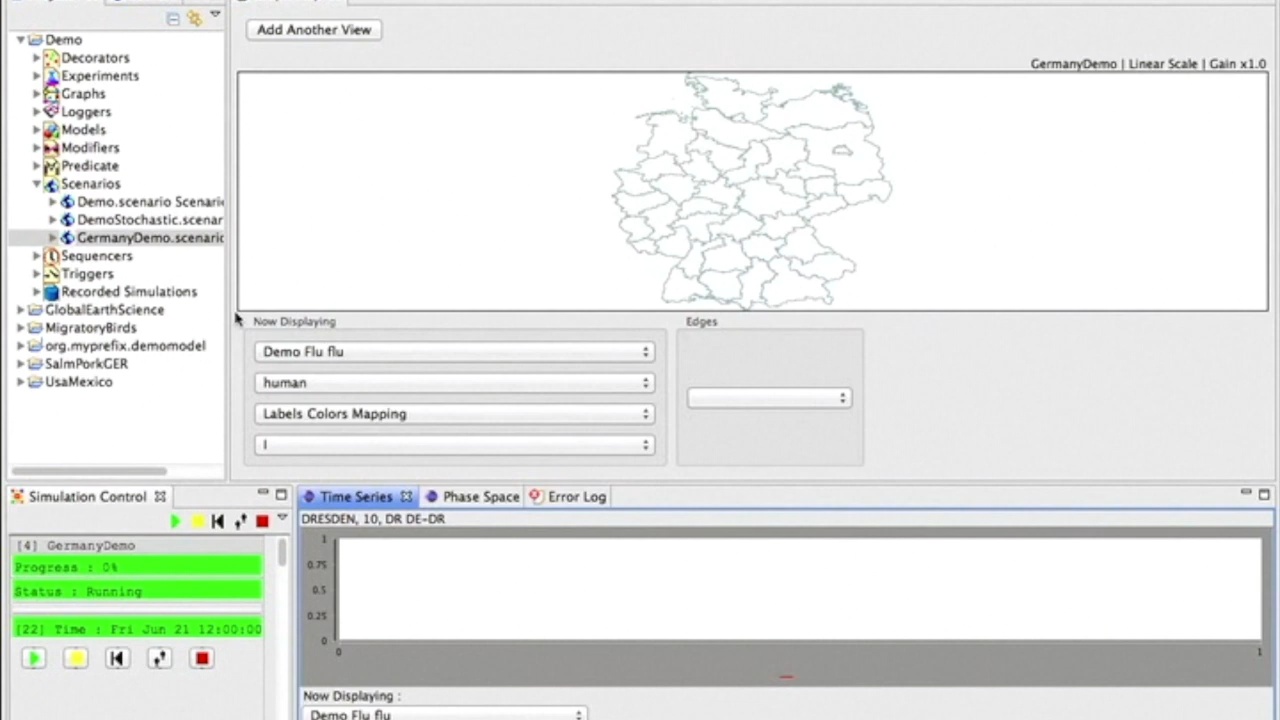 Add Another View
GermanyDemo | Linear Scale | Gain x1.0
Demo
Decorators
Experiments
Graphs
Loggers
Models
Modifiers
Predicate
Scenarios
Demo.scenario Scenario
DemoStochastic.scenar
GermanyDemo.scenario
Sequencers
Triggers
Recorded Simulations
GlobalEarthScience
MigratoryBirds
org.myprefix.demomodel
SalmPorkGER
UsaMexico
Now Displaying
Edges
Demo Flu flu
human
Labels Colors Mapping
I
Simulation Control
[4] GermanyDemo
Progress : 0%
Status : Running
[22] Time : Fri Jun 21 12:00:00
Time Series
Phase Space
Error Log
DRESDEN, 10, DR DE-DR
1
0.75
0.5
0.25
0
0
1
Now Displaying :
Demo Flu flu